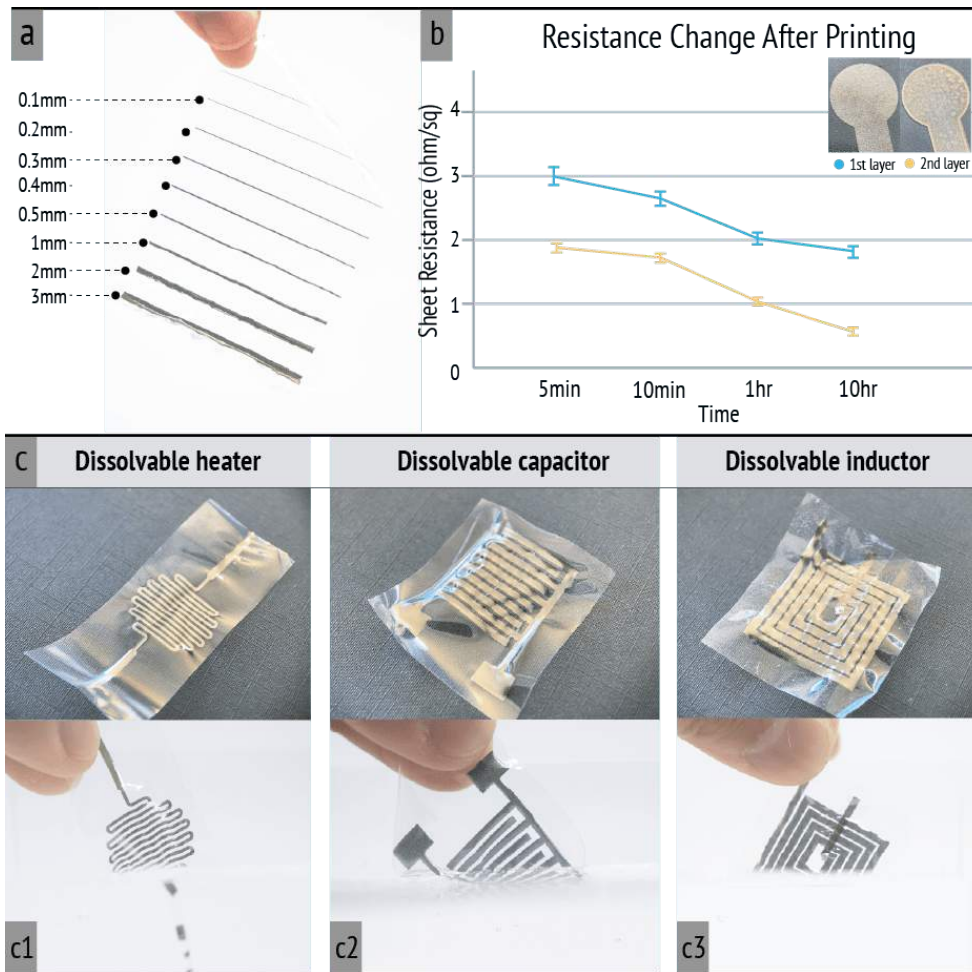 a
0.1mm
0.2mm
0.3mm
0.4mm
0.5mm
1mm
2mm
3mm
b
Resistance Change After Printing
1st layer
2nd layer
Sheet Resistance (ohm/sq)
4
3
2
1
0
5min
10min
1hr
10hr
Time
c
Dissolvable heater
Dissolvable capacitor
Dissolvable inductor
c1
c2
c3